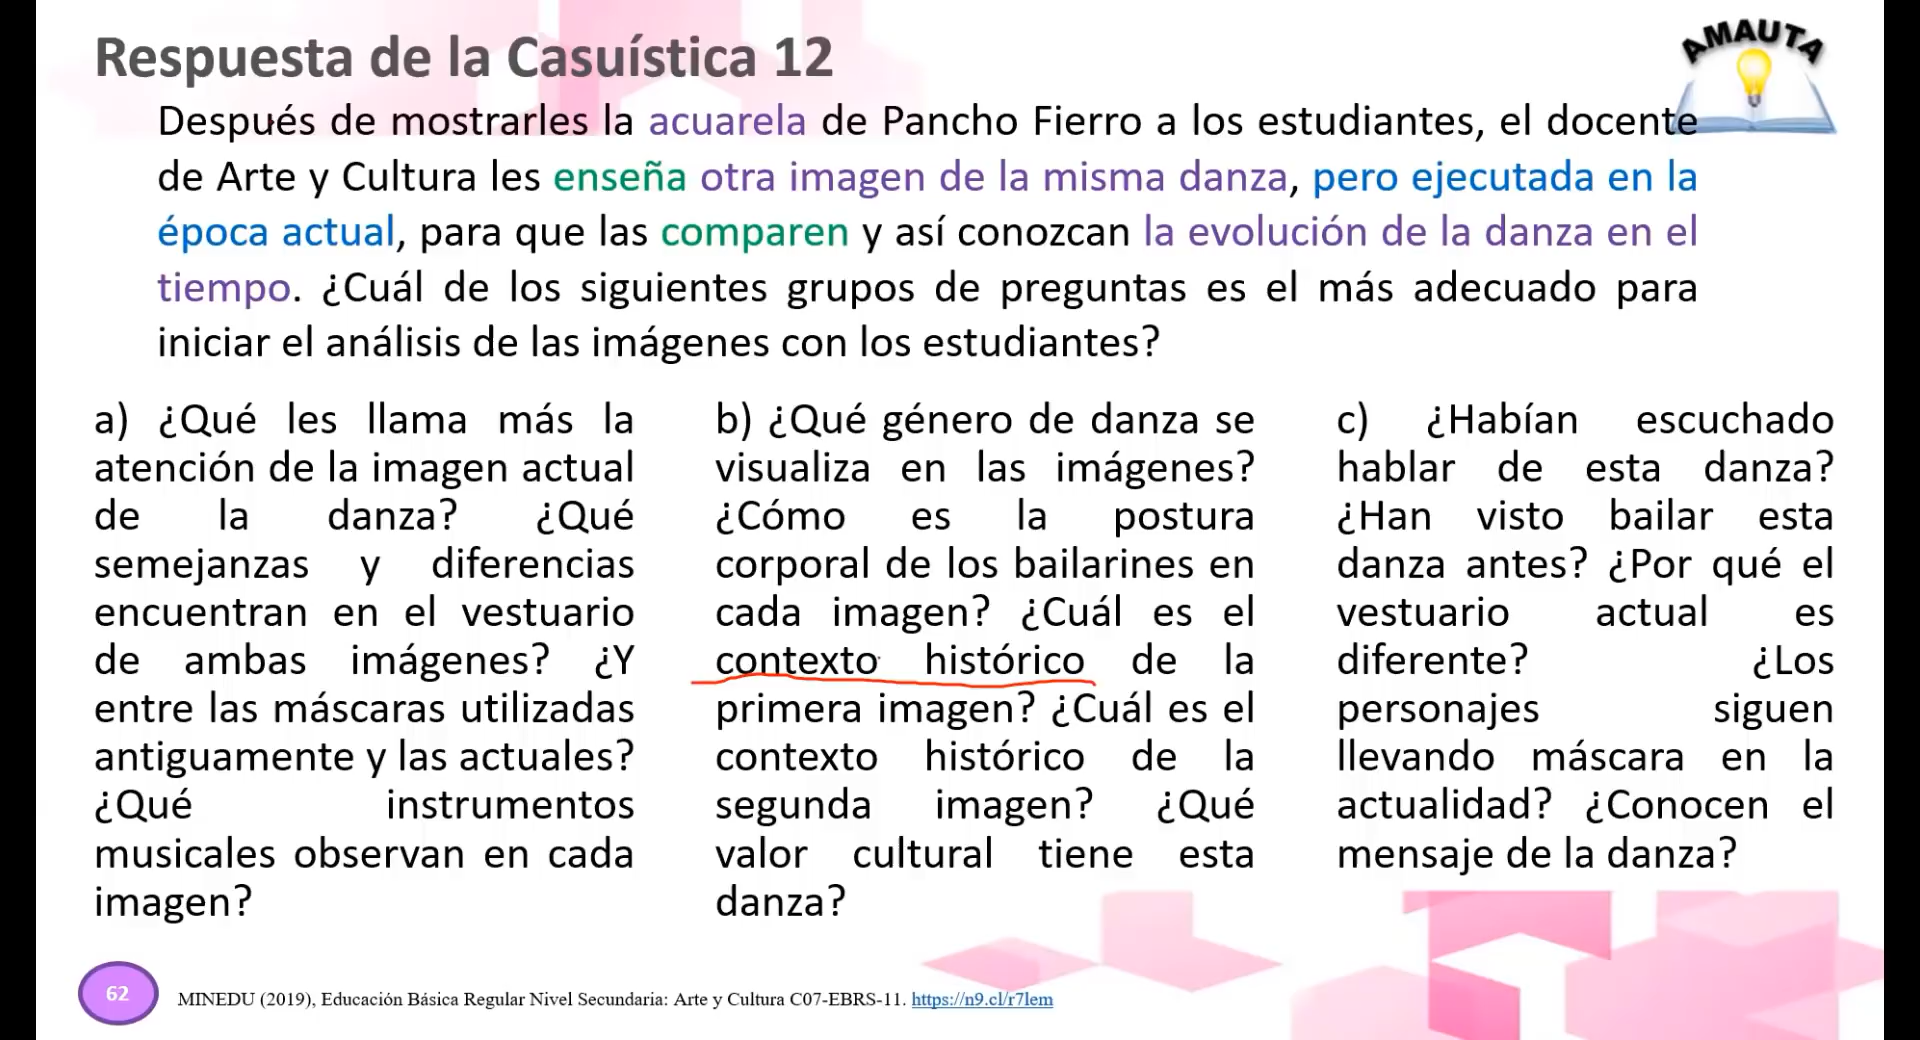 Respuesta de la Casuística 12
AMAUTA
Después de mostrarles la acuarela de Pancho Fierro a los estudiantes, el docente
de Arte y Cultura les enseña otra imagen de la misma danza, pero ejecutada en la
época actual, para que las comparen y así conozcan la evolución de la danza en el
tiempo. ¿Cuál de los siguientes grupos de preguntas es el más adecuado para
iniciar el análisis de las imágenes con los estudiantes?
a) ¿Qué les llama más la
atención de la imagen actual
de la danza? ¿Qué
semejanzas y diferencias
encuentran en el vestuario
de ambas imágenes? ¿Y
entre las máscaras utilizadas
antiguamente y las actuales?
¿Qué instrumentos
musicales observan en cada
imagen?
b) ¿Qué género de danza se
visualiza en las imágenes?
¿Cómo es la postura
corporal de los bailarines en
cada imagen? ¿Cuál es el
contexto histórico de la
primera imagen? ¿Cuál es el
contexto histórico de la
segunda imagen? ¿Qué
valor cultural tiene esta
danza?
c) ¿Habían escuchado
hablar de esta danza?
¿Han visto bailar esta
danza antes? ¿Por qué el
vestuario actual es
diferente? ¿Los
personajes siguen
llevando máscara en la
actualidad? ¿Conocen el
mensaje de la danza?
62
MINEDU (2019), Educación Básica Regular Nivel Secundaria: Arte y Cultura C07-EBRS-11. https://n9.cl/r7lem